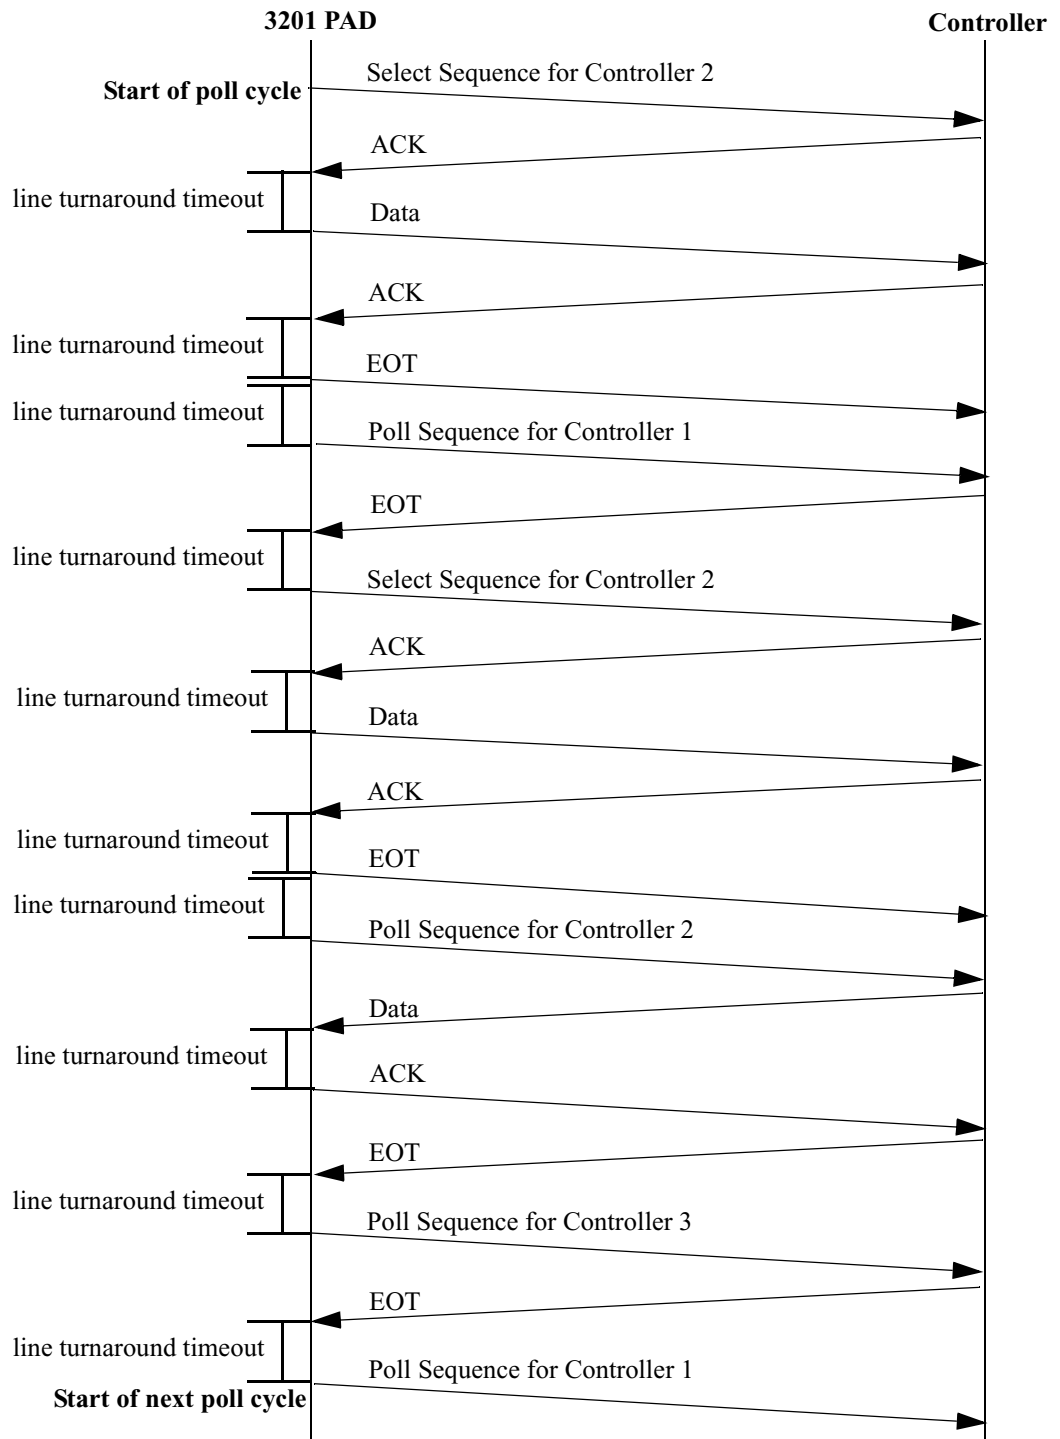 3201 PAD
Controller
Select Sequence for Controller 2
Start of poll cycle
ACK
line turnaround timeout
Data
ACK
line turnaround timeout
EOT
line turnaround timeout
Poll Sequence for Controller 1
EOT
line turnaround timeout
Select Sequence for Controller 2
ACK
line turnaround timeout
Data
ACK
line turnaround timeout
EOT
line turnaround timeout
Poll Sequence for Controller 2
Data
line turnaround timeout
ACK
EOT
line turnaround timeout
Poll Sequence for Controller 3
EOT
line turnaround timeout
Poll Sequence for Controller 1
Start of next poll cycle